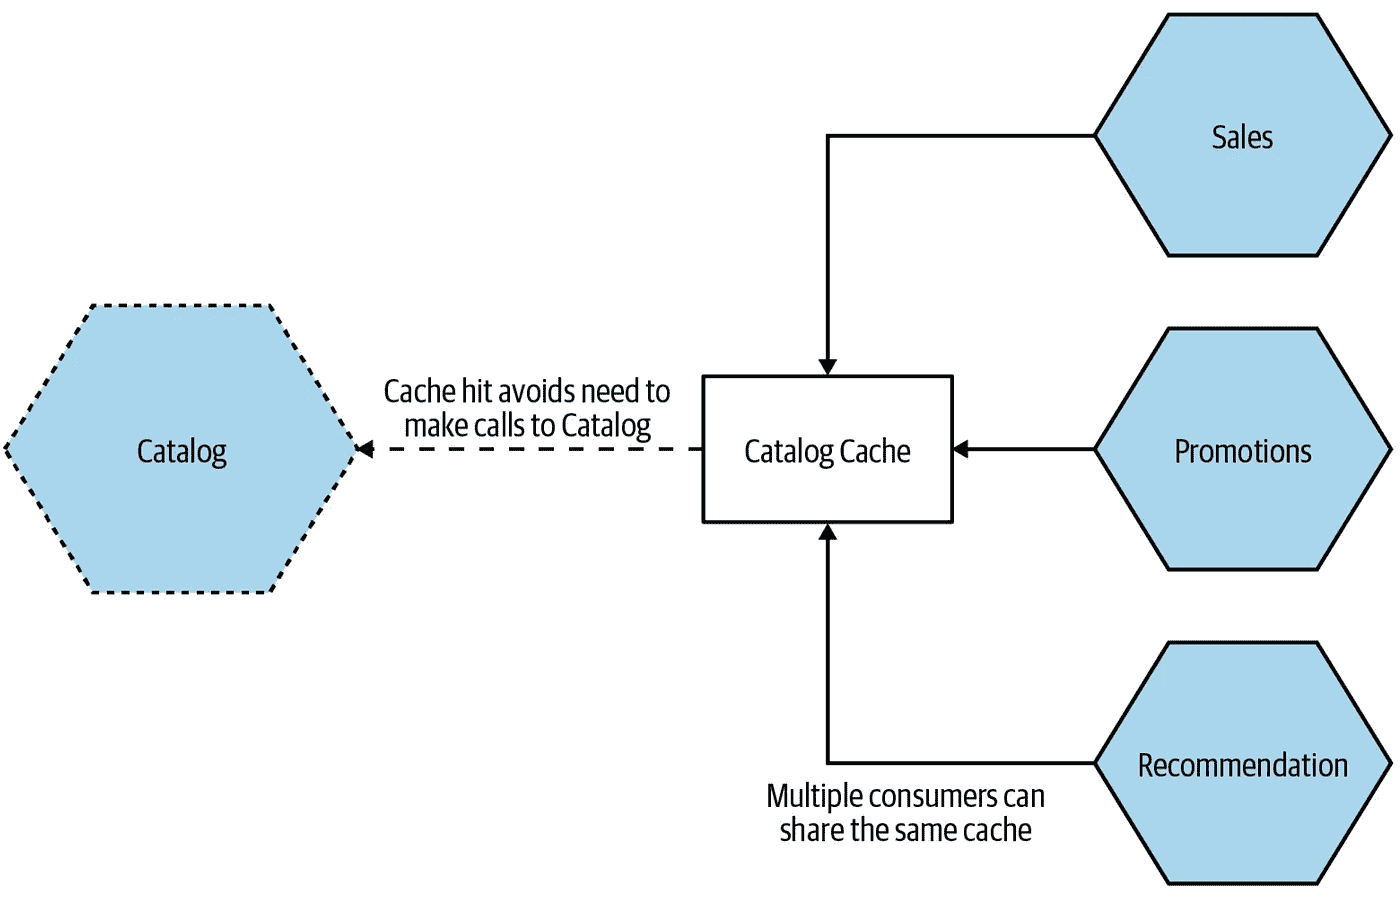 Sales
Cache hit avoids need to
make calls to Catalog
Catalog
Catalog Cache
Promotions
Recommendation
Multiple consumers can
share the same cache